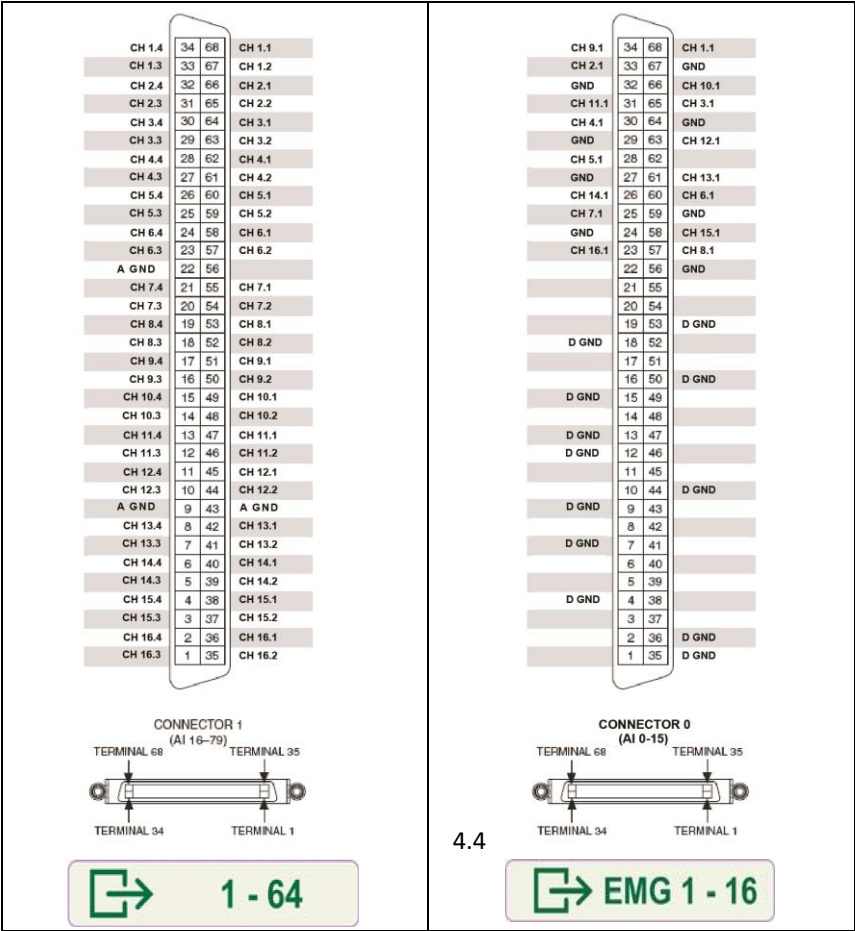 CH 1.4 34 68 CH 1.1
CH 1.3 33 67 CH 1.2
CH 2.4 32 66 CH 2.1
CH 2.3 31 65 CH 2.2
CH 3.4 30 64 CH 3.1
CH 3.3 29 63 CH 3.2
CH 4.4 28 62 CH 4.1
CH 4.3 27 61 CH 4.2
CH 5.4 26 60 CH 5.1
CH 5.3 25 59 CH 5.2
CH 6.4 24 58 CH 6.1
CH 6.3 23 57 CH 6.2
A GND 22 56
CH 7.4 21 55 CH 7.1
CH 7.3 20 54 CH 7.2
CH 8.4 19 53 CH 8.1
CH 8.3 18 52 CH 8.2
CH 9.4 17 51 CH 9.1
CH 9.3 16 50 CH 9.2
CH 10.4 15 49 CH 10.1
CH 10.3 14 48 CH 10.2
CH 11.4 13 47 CH 11.1
CH 11.3 12 46 CH 11.2
CH 12.4 11 45 CH 12.1
CH 12.3 10 44 CH 12.2
A GND 9 43 A GND
CH 13.4 8 42 CH 13.1
CH 13.3 7 41 CH 13.2
CH 14.4 6 40 CH 14.1
CH 14.3 5 39 CH 14.2
CH 15.4 4 38 CH 15.1
CH 15.3 3 37 CH 15.2
CH 16.4 2 36 CH 16.1
CH 16.3 1 35 CH 16.2
CONNECTOR 1
(AI 16–79)
TERMINAL 68 TERMINAL 35
TERMINAL 34 TERMINAL 1
1 - 64
CH 9.1 34 68 CH 1.1
CH 2.1 33 67 GND
GND 32 66 CH 10.1
CH 11.1 31 65 CH 3.1
CH 4.1 30 64 GND
GND 29 63 CH 12.1
CH 5.1 28 62
GND 27 61 CH 13.1
CH 14.1 26 60 CH 6.1
CH 7.1 25 59 GND
GND 24 58 CH 15.1
CH 16.1 23 57 CH 8.1
22 56 GND
21 55
20 54
19 53 D GND
D GND 18 52
17 51
16 50 D GND
D GND 15 49
14 48
D GND 13 47
D GND 12 46
11 45
10 44 D GND
D GND 9 43
8 42
D GND 7 41
6 40
5 39
D GND 4 38
3 37
2 36 D GND
1 35 D GND
CONNECTOR 0
(AI 0-15)
TERMINAL 68 TERMINAL 35
TERMINAL 34 TERMINAL 1
4.4
EMG 1 - 16